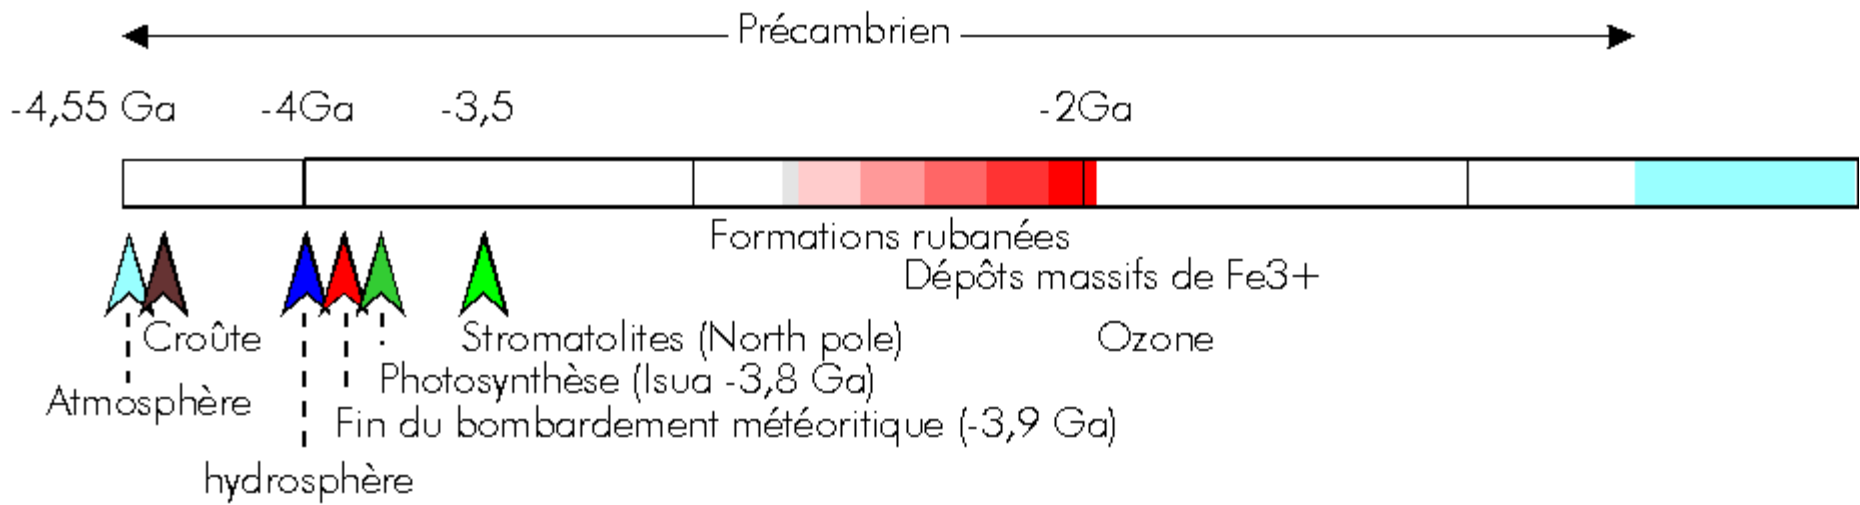 Précambrien
-4,55 Ga
-4Ga
-3,5
-2Ga
Formations rubanées
Dépôts massifs de Fe3+
Croûte
Stromatolites (North pole)
Ozone
Photosynthèse (Isua -3,8 Ga)
Atmosphère
Fin du bombardement météoritique (-3,9 Ga)
hydrosphère